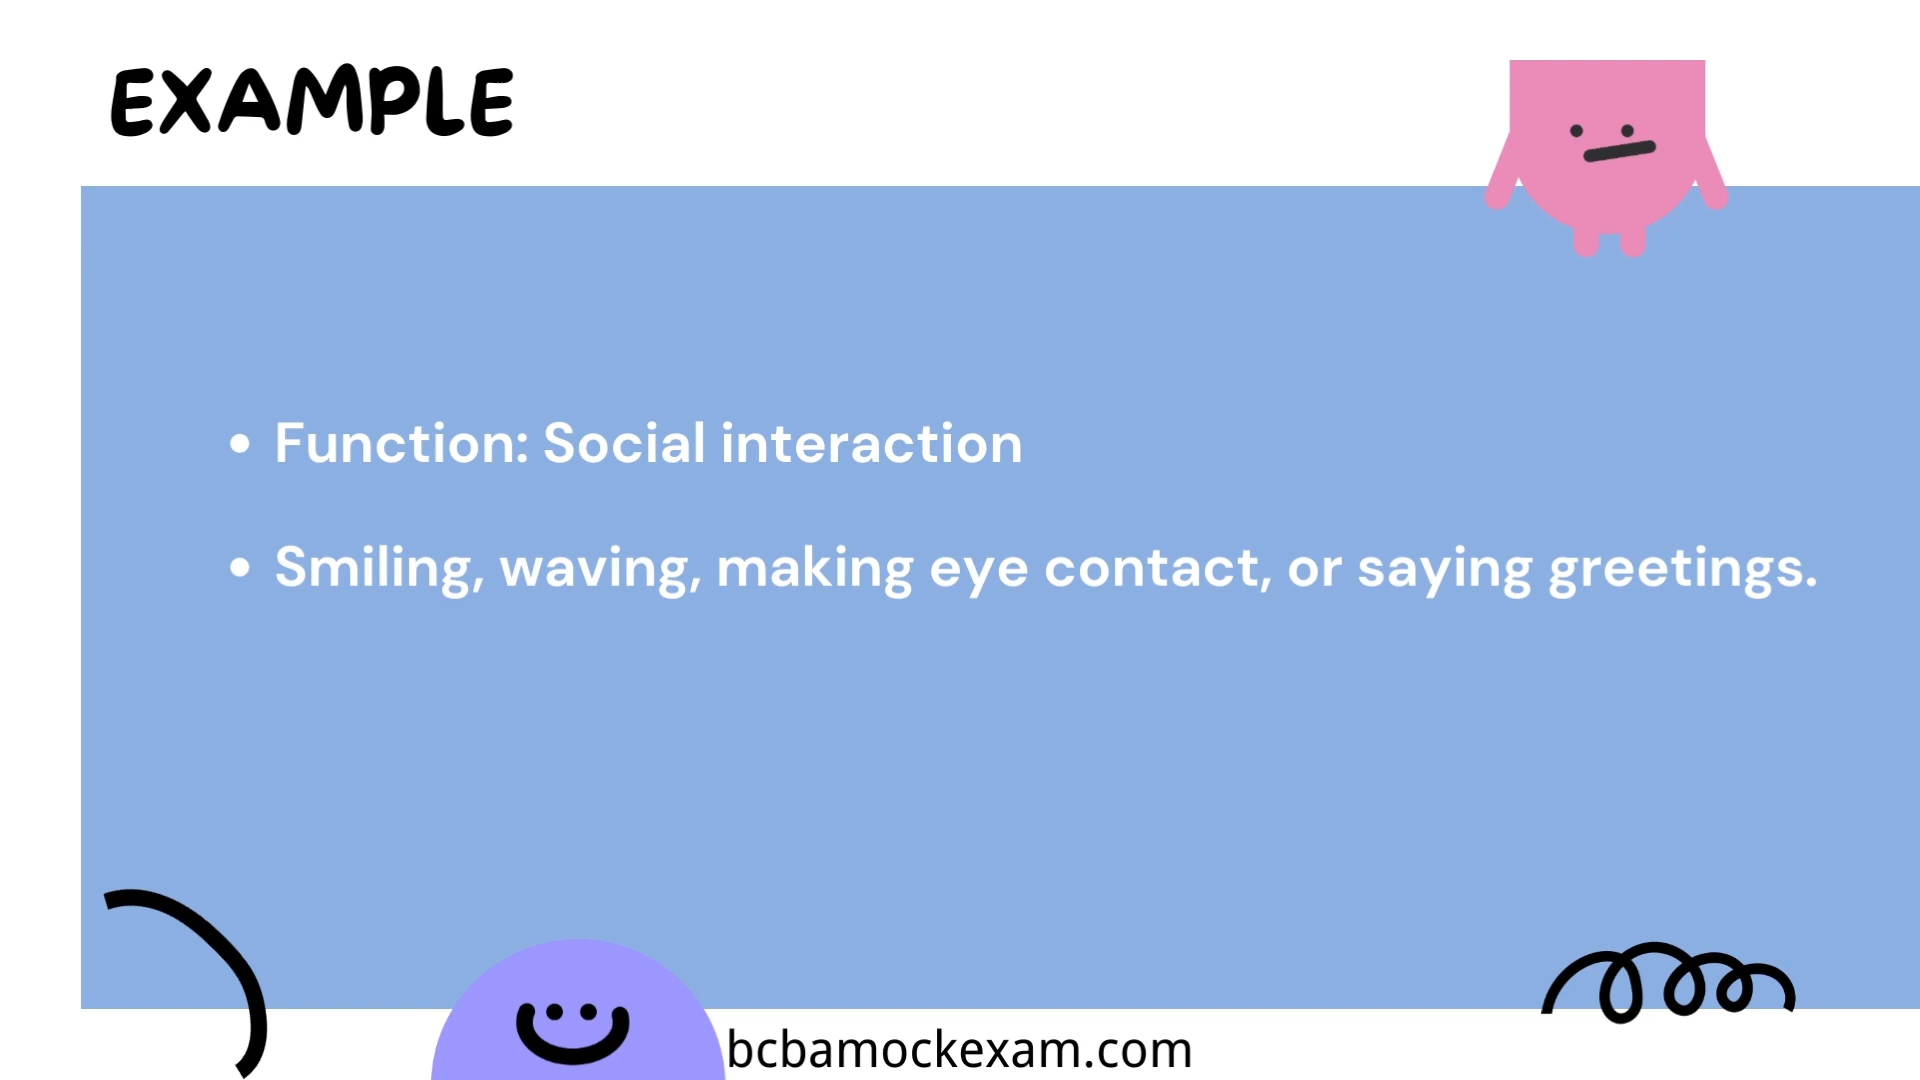 EXAMPLE
• Function: Social interaction
• Smiling, waving, making eye contact, or saying greetings.
bcbamockexam.com